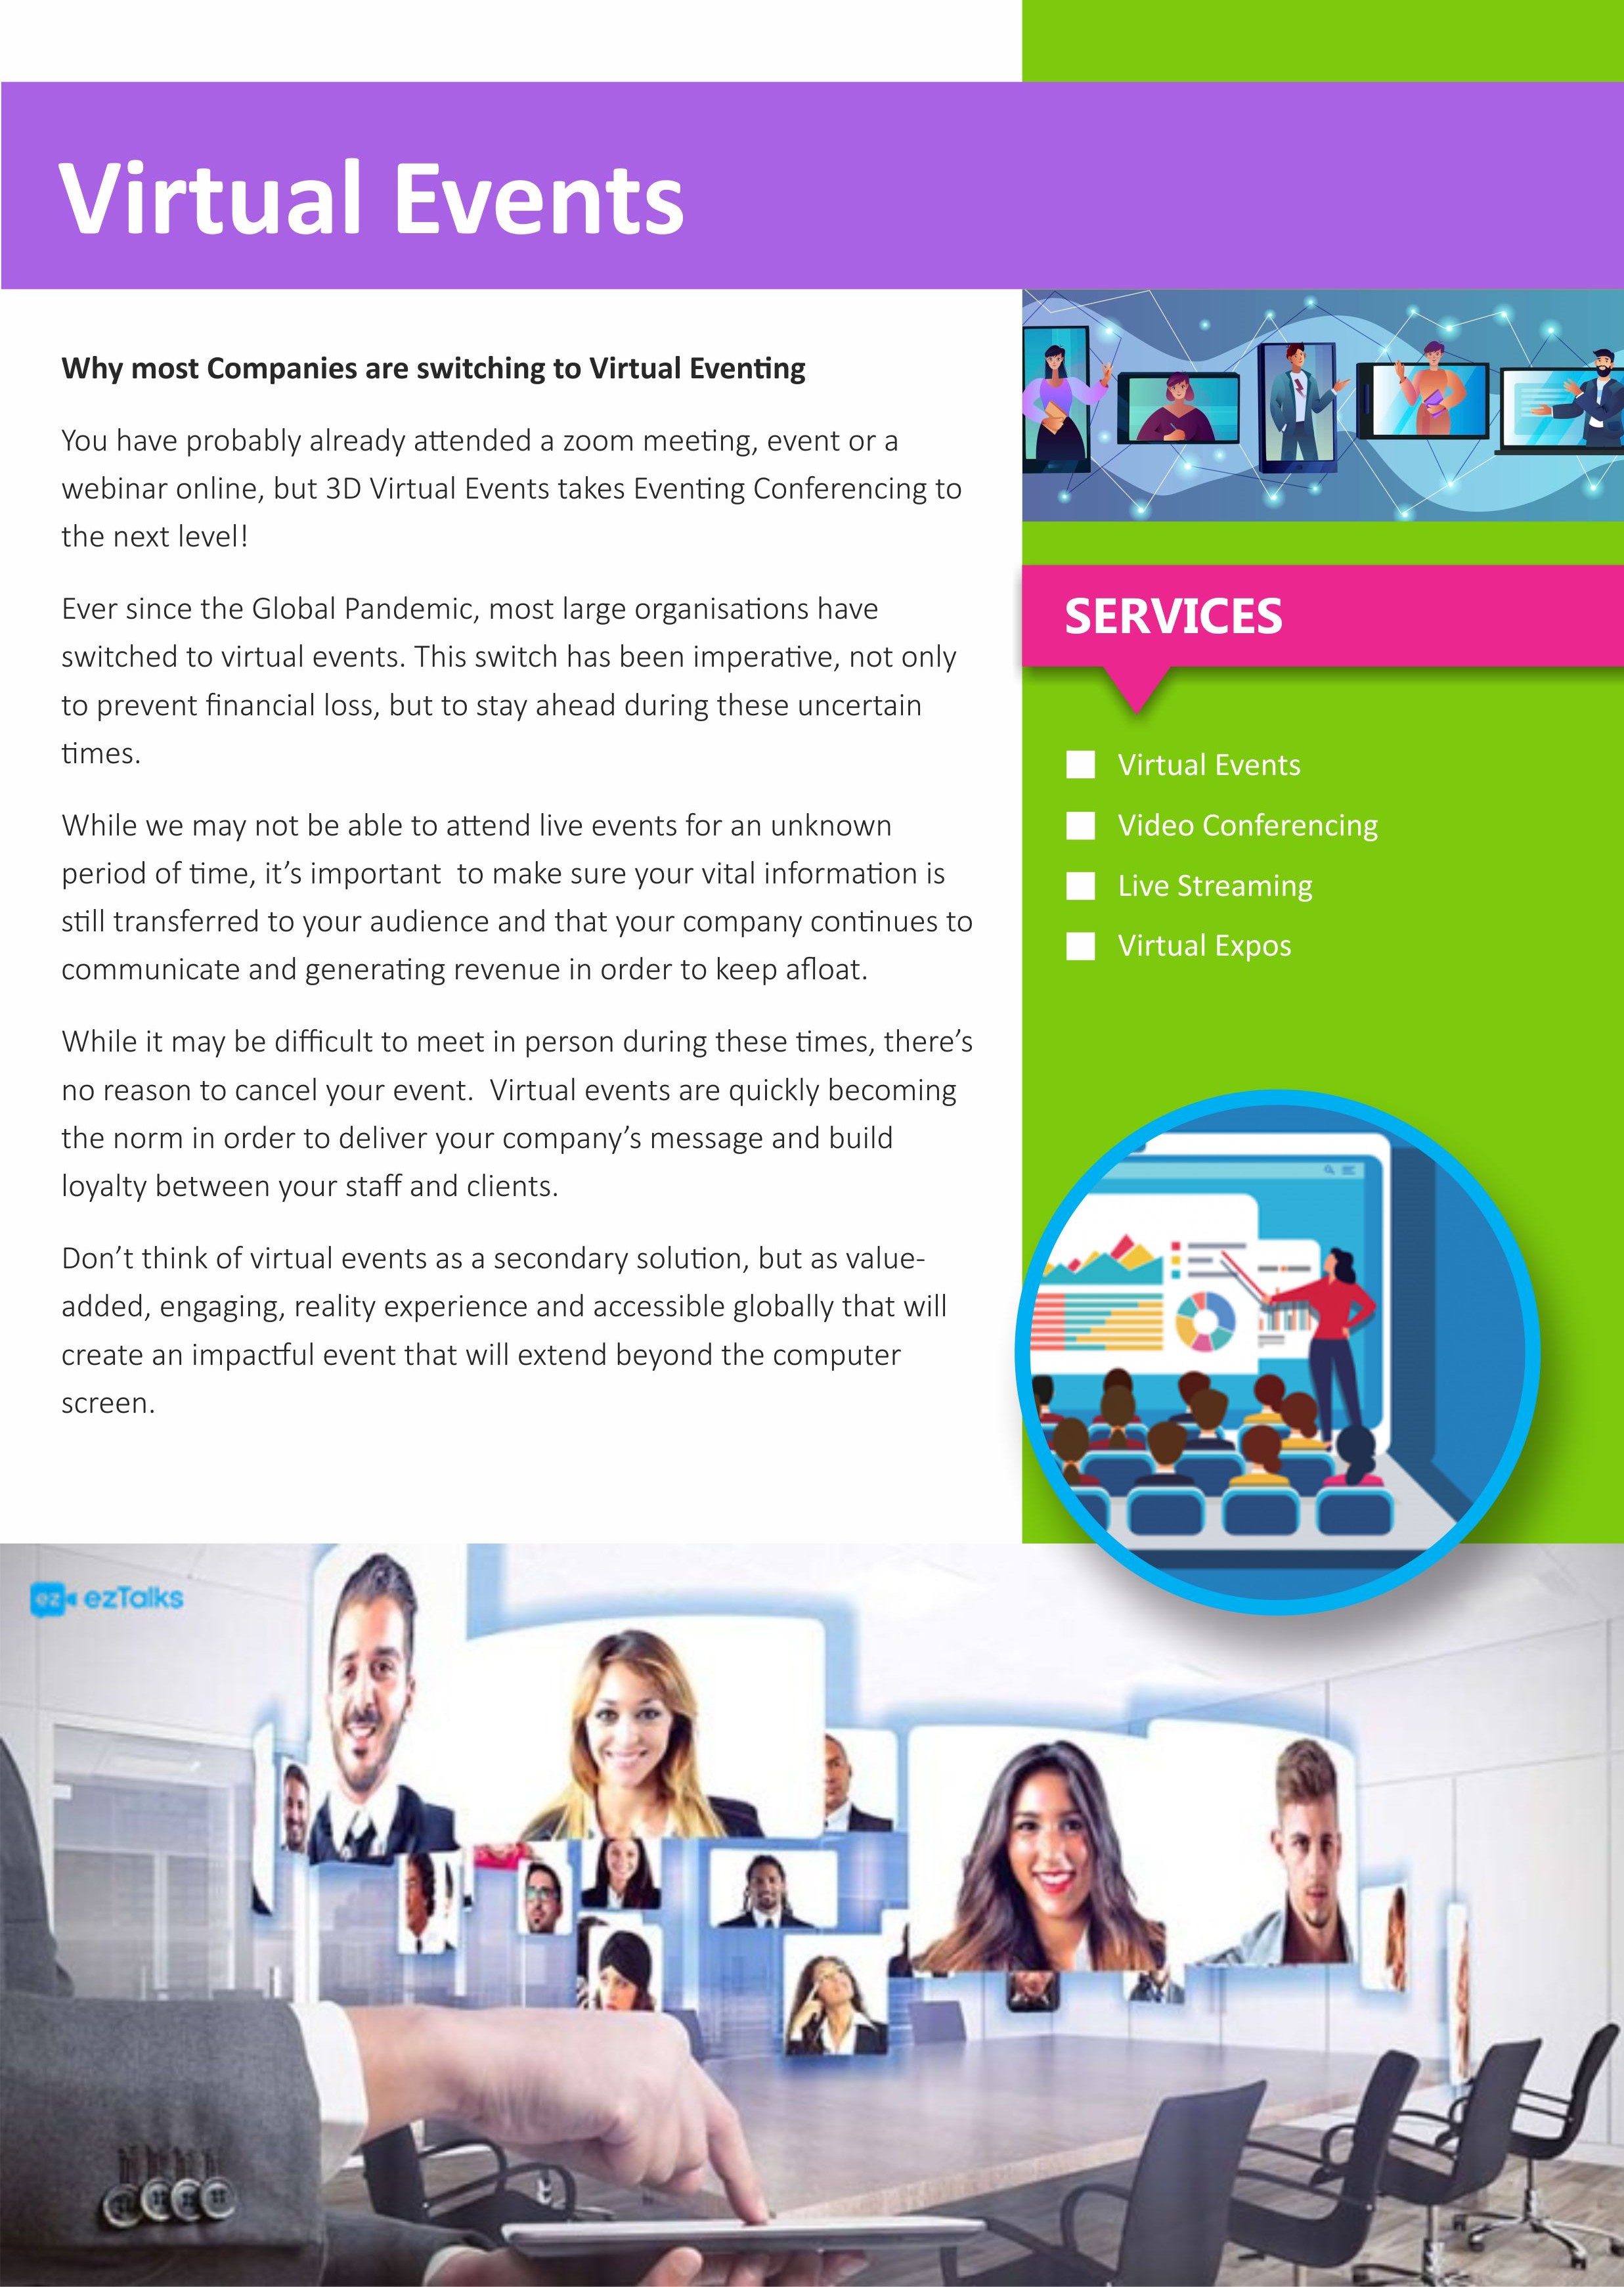 Virtual Events
Why most Companies are switching to Virtual Eventing
You have probably already attended a zoom meeting, event or a
webinar online, but 3D Virtual Events takes Eventing Conferencing to
the next level!
Ever since the Global Pandemic, most large organisations have
switched to virtual events. This switch has been imperative, not only
to prevent financial loss, but to stay ahead during these uncertain
times.
While we may not be able to attend live events for an unknown
period of time, it’s important  to make sure your vital information is
still transferred to your audience and that your company continues to
communicate and generating revenue in order to keep afloat.
While it may be difficult to meet in person during these times, there’s
no reason to cancel your event.  Virtual events are quickly becoming
the norm in order to deliver your company’s message and build
loyalty between your staff and clients.
Don’t think of virtual events as a secondary solution, but as value-
added, engaging, reality experience and accessible globally that will
create an impactful event that will extend beyond the computer
screen.
SERVICES
Virtual Events
Video Conferencing
Live Streaming
Virtual Expos
ez ezTalks